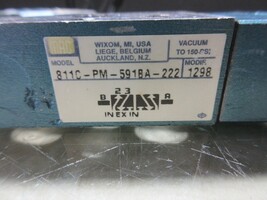 WIXOM, MI, USA
LIEGE, BELGIUM
AUCKLAND, N.Z.
VACUUM
TO 150 PSI
MODEL
MODIF.
811C-PM-591BA-222
1298
2 3
B A
IN EX IN